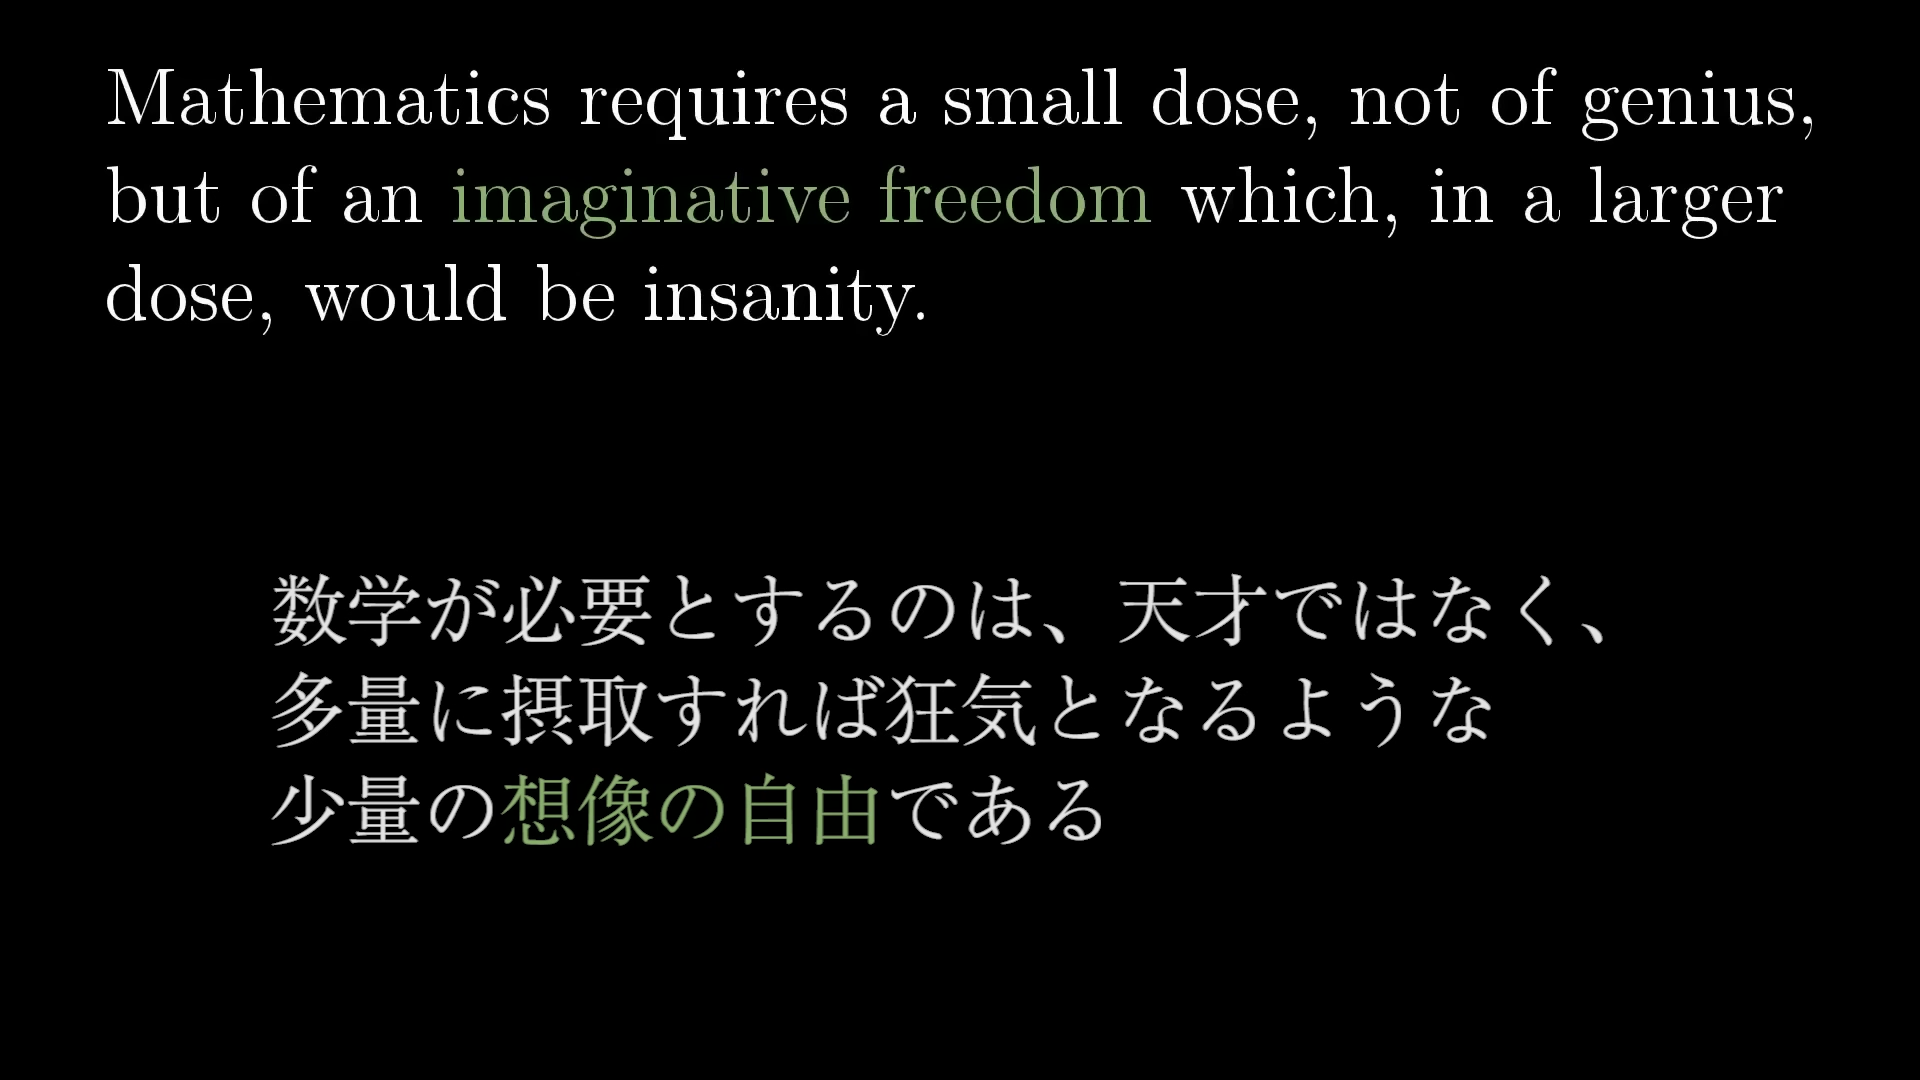 Mathematics requires a small dose, not of genius,
but of an imaginative freedom which, in a larger
dose, would be insanity.
数学が必要とするのは、天才ではなく、
多量に摂取すれば狂気となるような
少量の想像の自由である